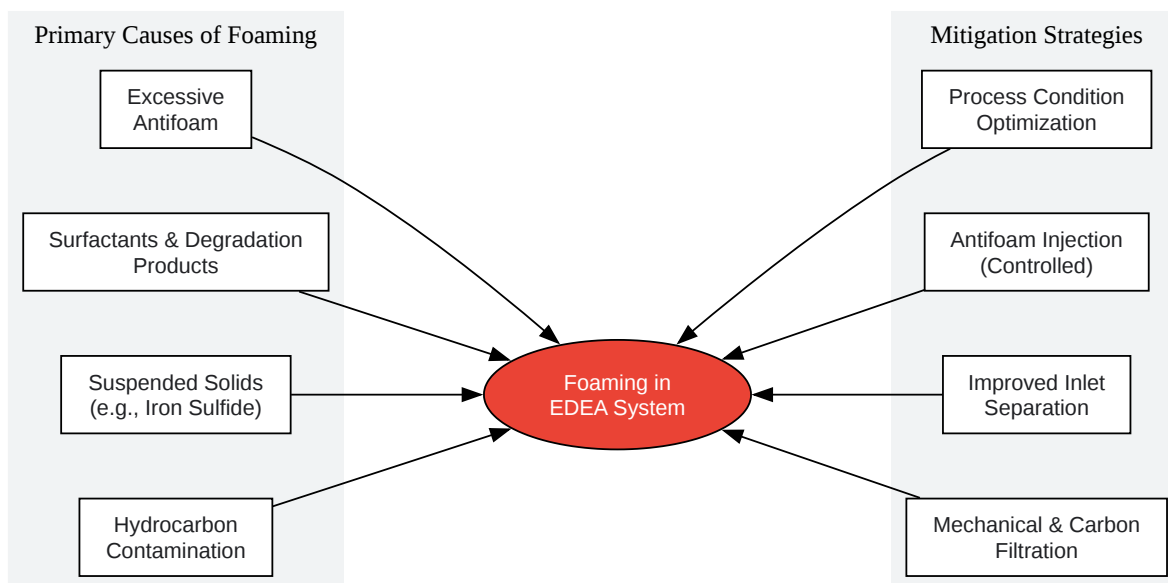 Primary Causes of Foaming
Excessive
Antifoam
Surfactants & Degradation
Products
Suspended Solids
(e.g., Iron Sulfide)
Hydrocarbon
Contamination
Foaming in
EDEA System
Mitigation Strategies
Process Condition
Optimization
Antifoam Injection
(Controlled)
Improved Inlet
Separation
Mechanical & Carbon
Filtration